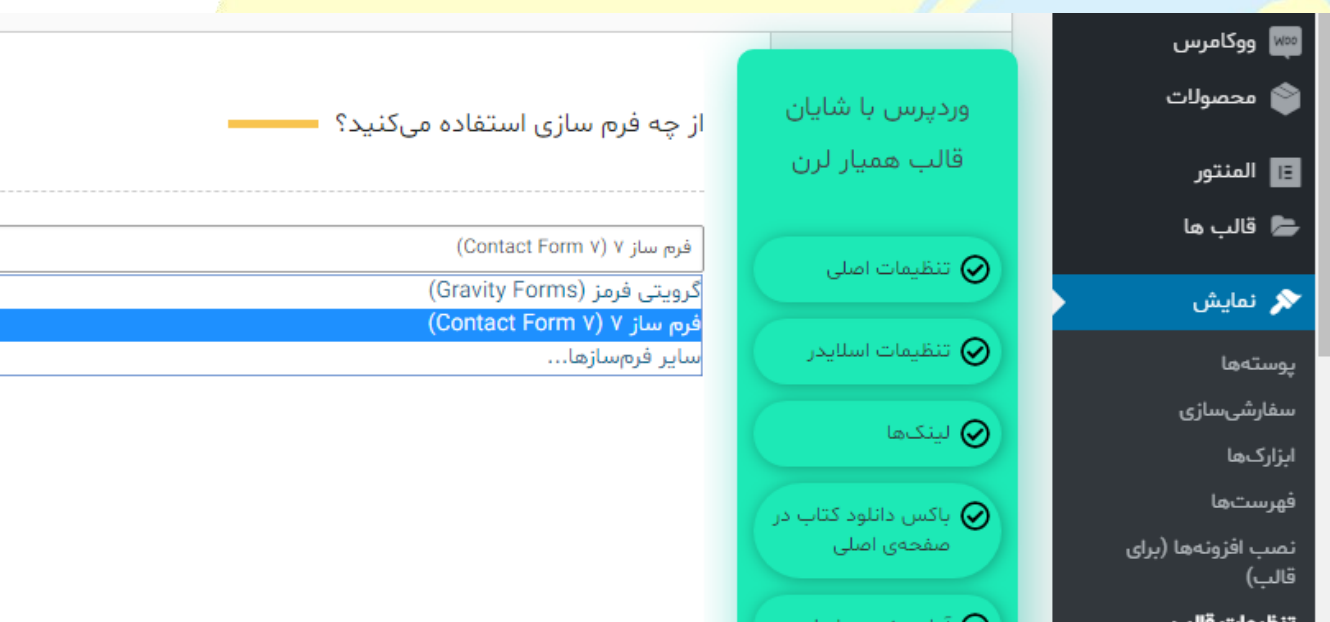 ووکامرس
محصولات
المنتور
قالب ها
نمایش
پوسته‌ها
سفارشی‌سازی
ابزارک‌ها
فهرست‌ها
نصب افزونه‌ها (برای
قالب)
وردپرس با شایان
قالب همیار لرن
تنظیمات اصلی
تنظیمات اسلایدر
لینک‌ها
باکس دانلود کتاب در
صفحه‌ی اصلی
از چه فرم سازی استفاده می‌کنید؟
فرم ساز ۷ (Contact Form ۷)
گرویتی فرمز (Gravity Forms)
فرم ساز ۷ (Contact Form ۷)
سایر فرم‌سازها...